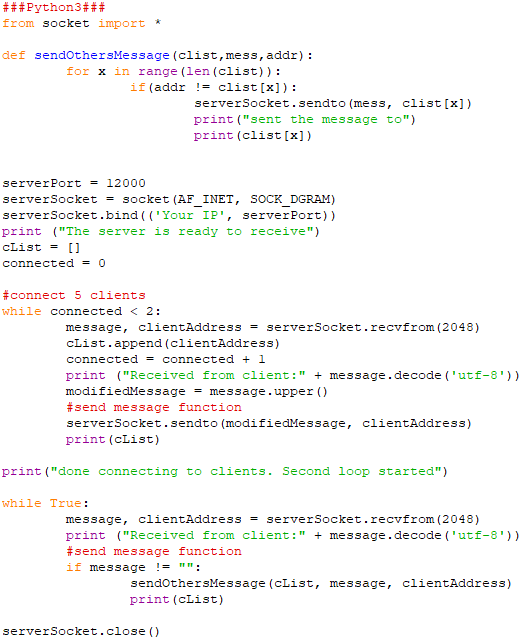 ###Python3###
from socket import *
def sendOthersMessage(clist,mess,addr):
        for x in range(len(clist)):
                if(addr != clist[x]):
                        serverSocket.sendto(mess, clist[x])
                        print("sent the message to")
                        print(clist[x])
serverPort = 12000
serverSocket = socket(AF_INET, SOCK_DGRAM)
serverSocket.bind(('Your IP', serverPort))
print ("The server is ready to receive")
cList = []
connected = 0
#connect 5 clients
while connected < 2:
        message, clientAddress = serverSocket.recvfrom(2048)
        cList.append(clientAddress)
        connected = connected + 1
        print ("Received from client:" + message.decode('utf-8'))
        modifiedMessage = message.upper()
        #send message function
        serverSocket.sendto(modifiedMessage, clientAddress)
        print(cList)
print("done connecting to clients. Second loop started")
while True:
        message, clientAddress = serverSocket.recvfrom(2048)
        print ("Received from client:" + message.decode('utf-8'))
        #send message function
        if message != "":
                sendOthersMessage(cList, message, clientAddress)
                print(cList)
serverSocket.close()